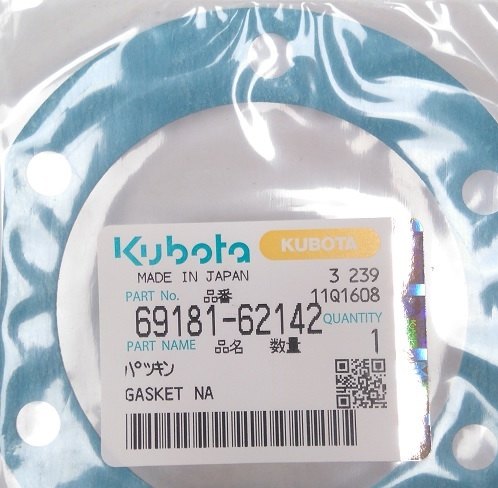 Kubota KUBOTA
MADE IN JAPAN 3 239
PART No. 品番 11Q1608
69181-62142 QUANTITY
PART NAME 品名 数量 1
パツキン
GASKET NA